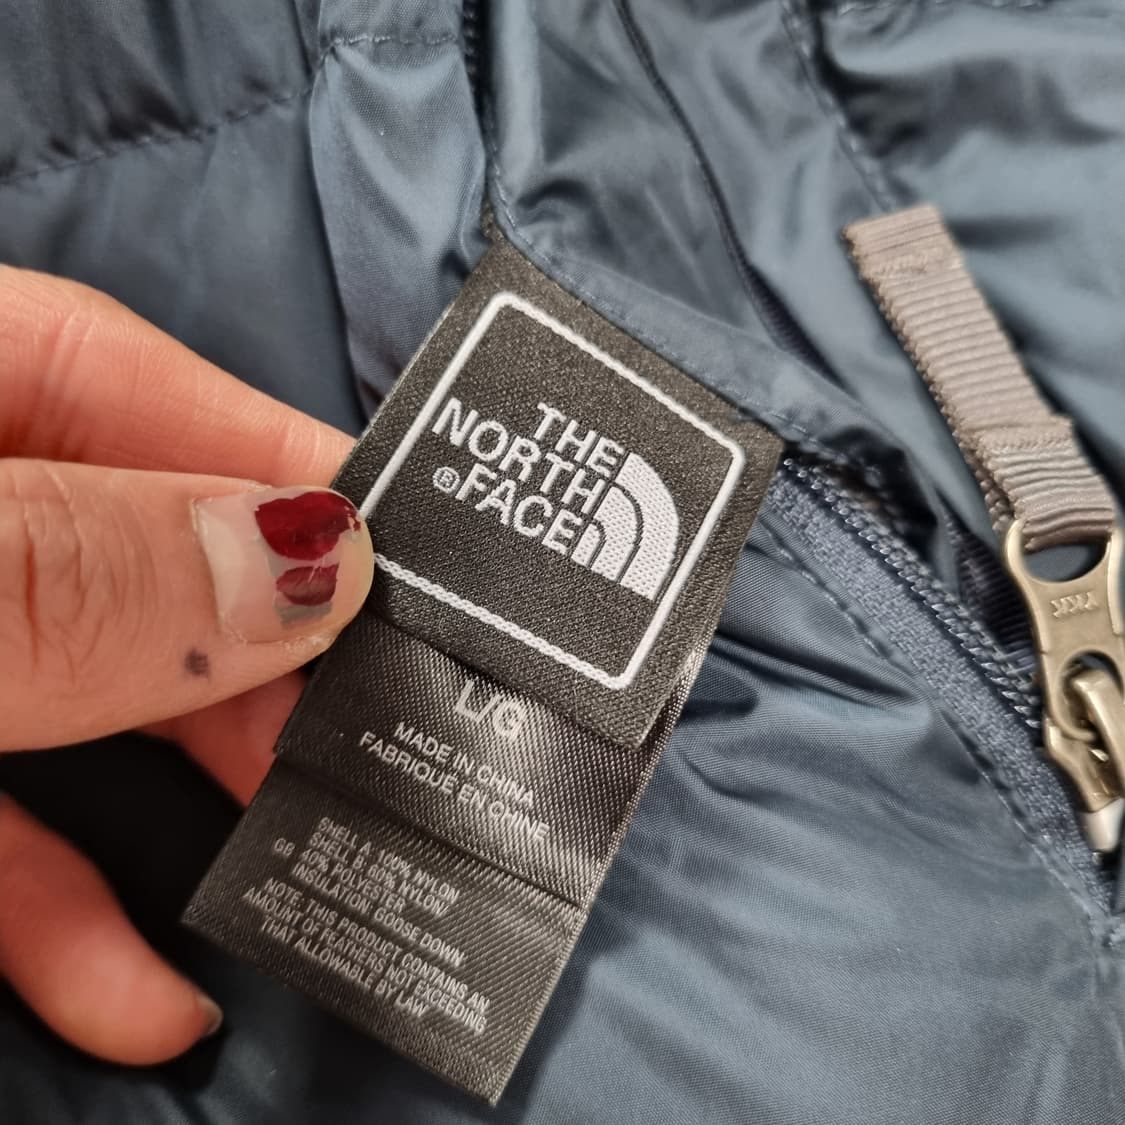 THE
NORTH
®FACE
L/G
MADE IN CHINA
FABRIQUE EN CHINE
SHELL A 100% NYLON
SHELL B 60% NYLON
GB 40% POLYESTER
INSULATION GOOSE DOWN
NOTE: THIS PRODUCT CONTAINS AN
AMOUNT OF FEATHERS NOT EXCEEDING
THAT ALLOWABLE BY LAW
YKK